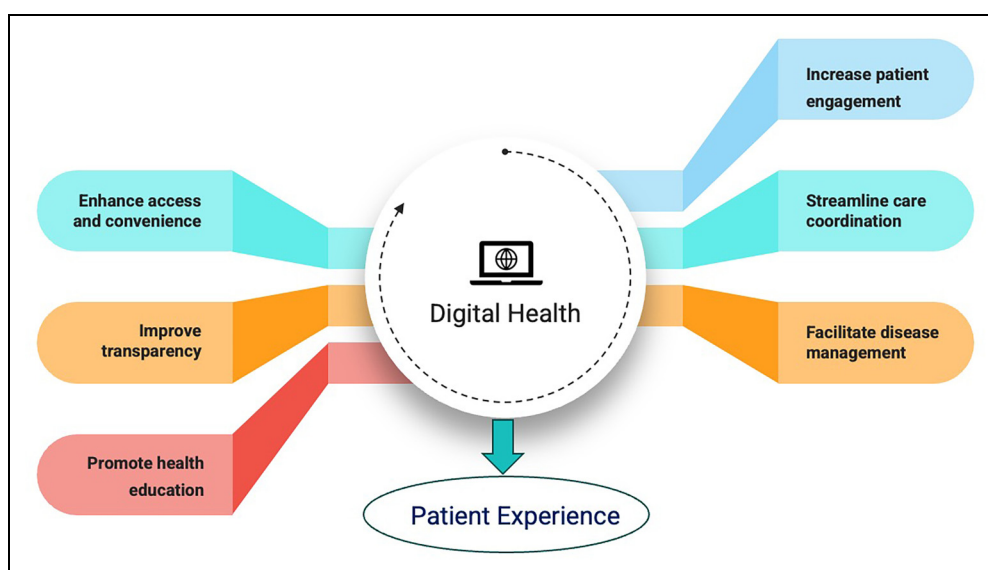 Increase patient
engagement
Enhance access
and convenience
Streamline care
coordination
Digital Health
Improve
transparency
Facilitate disease
management
Promote health
education
Patient Experience